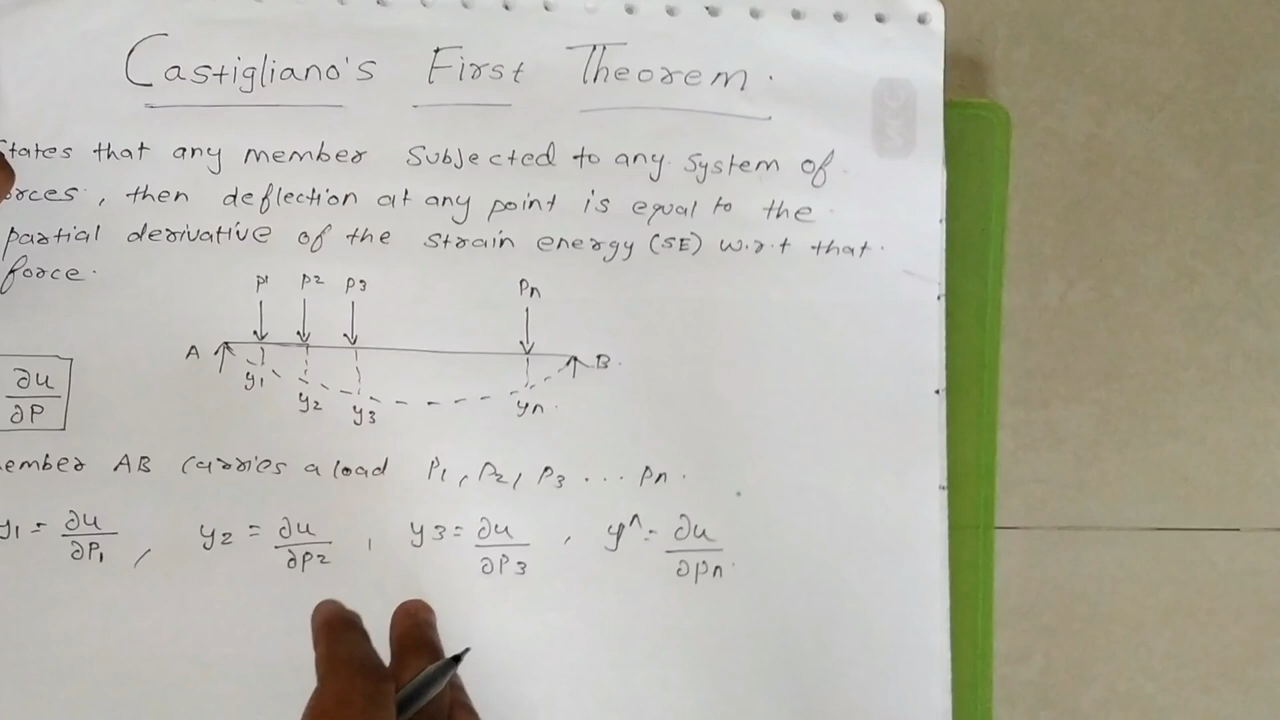 Castigliano's First Theorem.
States that any member subjected to any system of
orces, then deflection at any point is equal to the
partial derivative of the strain energy (SE) w.r.t that.
force.
P1 P2 P3 Pn
A B.
y1 y2 y3 yn.
∂u
∂P
ember AB carries a load P1, P2, P3 ... Pn.
y1 = ∂u/∂P1, y2 = ∂u/∂P2, y3 = ∂u/∂P3, yn = ∂u/∂Pn.